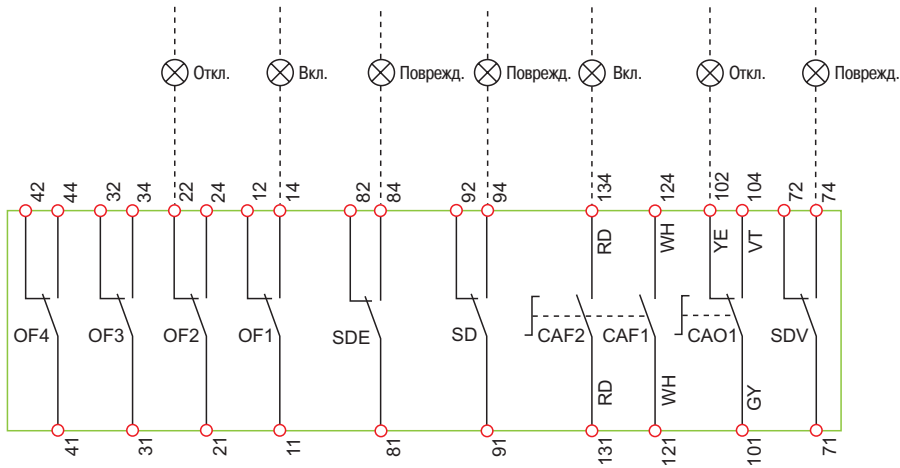 Откл. Вкл. Поврежд. Поврежд. Вкл. Откл. Поврежд.
42 44 32 34 22 24 12 14 82 84 92 94 134 124 102 104 72 74
RD WH YE VT
OF4 OF3 OF2 OF1 SDE SD CAF2 CAF1 CAO1 SDV
RD WH GY
41 31 21 11 81 91 131 121 101 71